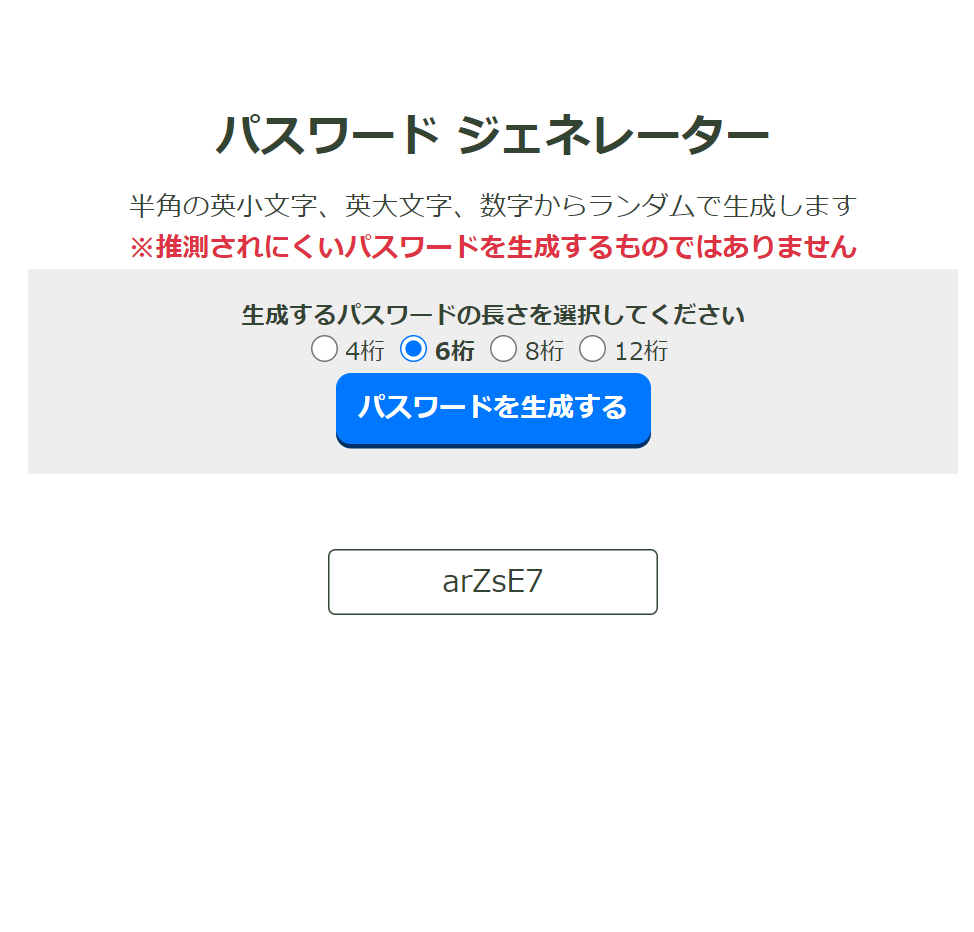 パスワード ジェネレーター
半角の英小文字、英大文字、数字からランダムで生成します
※推測されにくいパスワードを生成するものではありません
生成するパスワードの長さを選択してください
4桁 6桁 8桁 12桁
パスワードを生成する
arZsE7